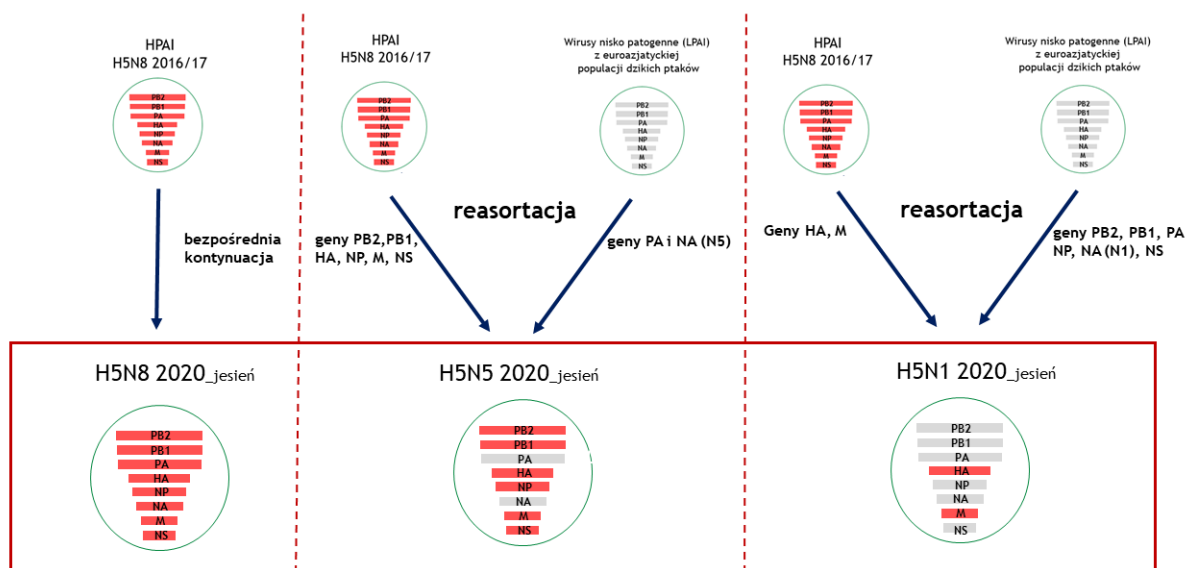 HPAI
H5N8 2016/17
PB2
PB1
PA
HA
NP
NA
M
NS
bezpośrednia
kontynuacja
HPAI
H5N8 2016/17
PB2
PB1
PA
HA
NP
NA
M
NS
Wirusy nisko patogenne (LPAI)
z euroazjatyckiej
populacji dzikich ptaków
PB2
PB1
PA
HA
NP
NA
M
NS
reasortacja
geny PB2,PB1,
HA, NP, M, NS
geny PA i NA (N5)
HPAI
H5N8 2016/17
PB2
PB1
PA
HA
NP
NA
M
NS
Wirusy nisko patogenne (LPAI)
z euroazjatyckiej
populacji dzikich ptaków
PB2
PB1
PA
HA
NP
NA
M
NS
reasortacja
Geny HA, M
geny PB2, PB1, PA
NP, NA (N1), NS
H5N8 2020_jesień
PB2
PB1
PA
HA
NP
NA
M
NS
H5N5 2020_jesień
PB2
PB1
PA
HA
NP
NA
M
NS
H5N1 2020_jesień
PB2
PB1
PA
HA
NP
NA
M
NS